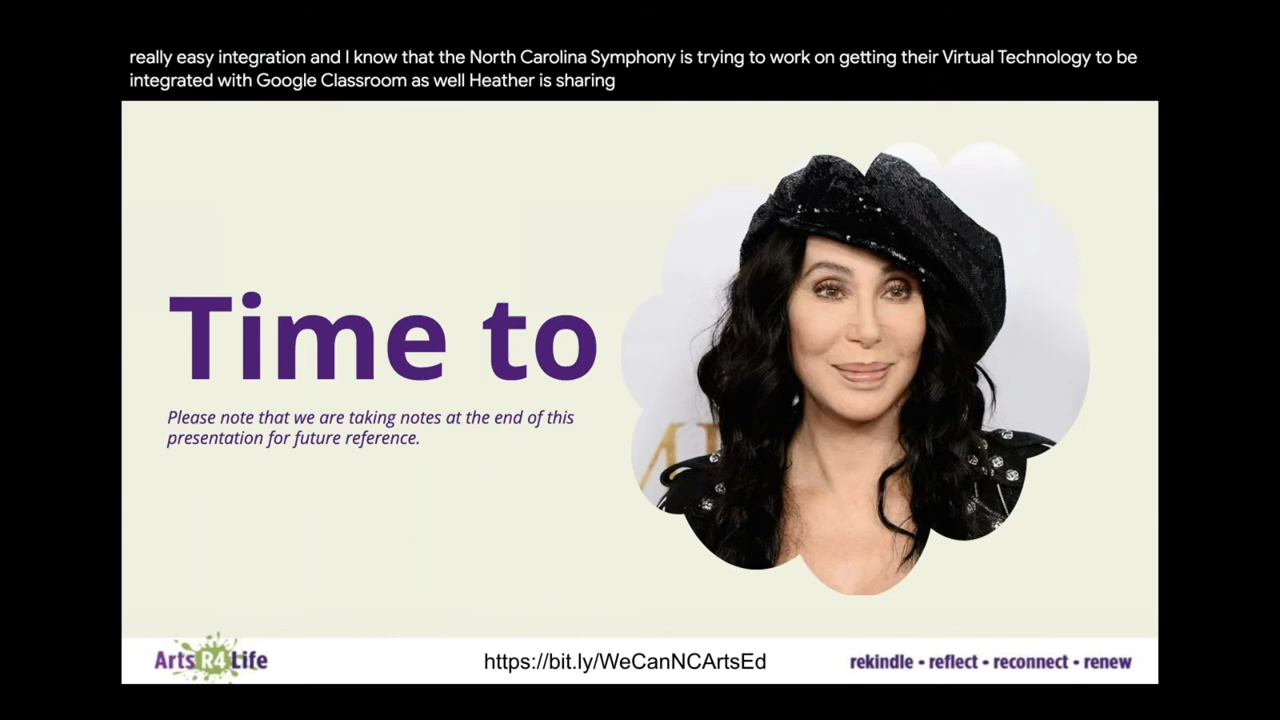 really easy integration and I know that the North Carolina Symphony is trying to work on getting their Virtual Technology to be
integrated with Google Classroom as well Heather is sharing
Time to
Please note that we are taking notes at the end of this
presentation for future reference.
Arts R4 Life
https://bit.ly/WeCanNCArtsEd
rekindle • reflect • reconnect • renew